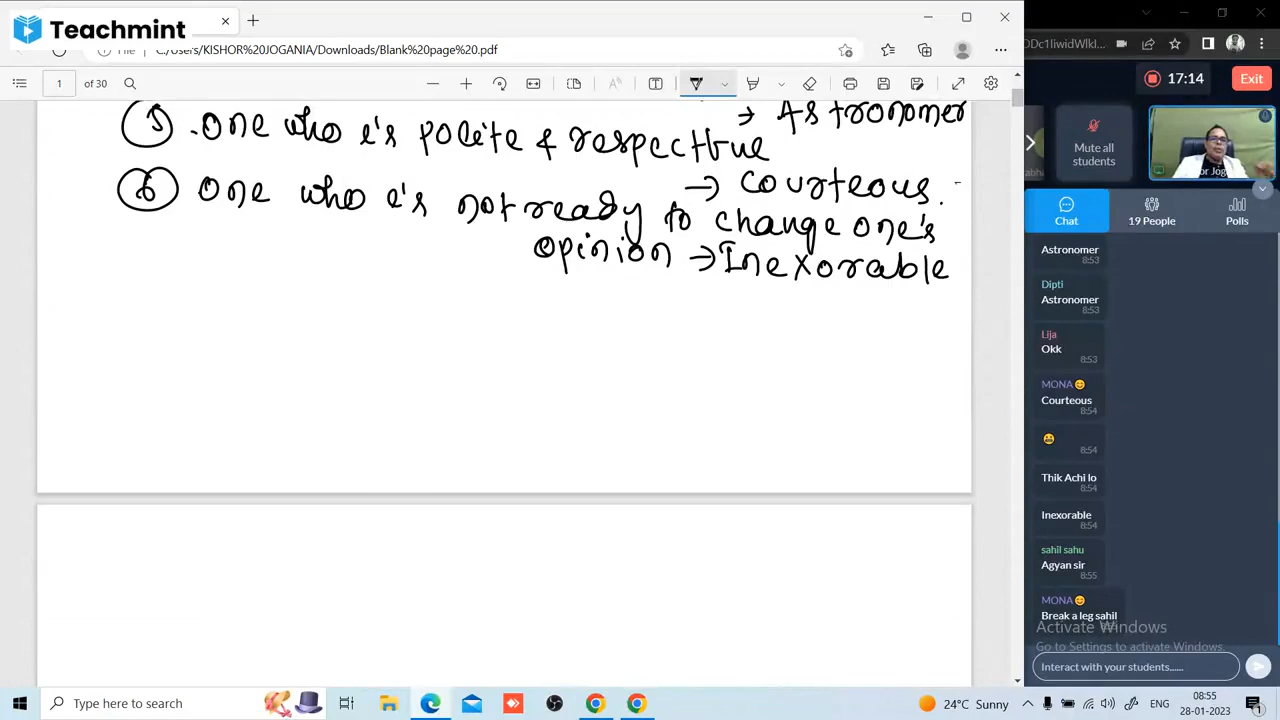 Teachmint
File
C:/Users/KISHOR%20JOGANIA/Downloads/Blank%20page%20.pdf
1 of 30
→ Astronomer
5 .one who is polite & respectful
→ Courteous.
6 one who is not ready to change one's
opinion → Inexorable
DDc1liwidWlkl
17:14
Exit
Mute all
students
Chat
19 People
Polls
Astronomer
8:53
Dipti
Astronomer
8:53
Lija
Okk
8:53
MONA😊
Courteous
8:54
😀
8:54
Thik Achi lo
8:54
Inexorable
8:54
sahil sahu
Agyan sir
8:55
MONA😊
Break a leg sahil
Activate Windows
Go to Settings to activate Windows.
Interact with your students......
Type here to search
24°C Sunny
ENG
08:55
28-01-2023
1